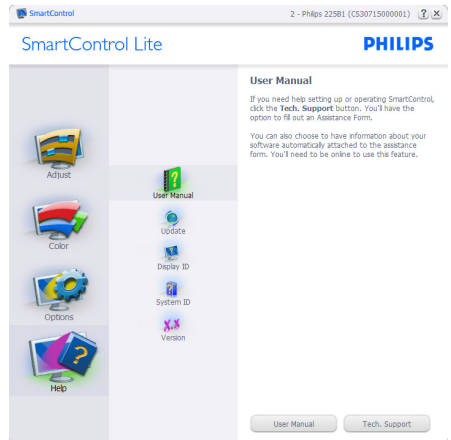 SmartControl
2 - Philips 225B1 (CS30715000001)
SmartControl Lite
PHILIPS
Adjust
Color
Options
Help
User Manual
Update
Display ID
System ID
X.X
Version
User Manual
If you need help setting up or operating SmartControl,
click the Tech. Support button. You'll have the
option to fill out an Assistance Form.
You can also choose to have information about your
software automatically attached to the assistance
form. You'll need to be online to use this feature.
User Manual
Tech. Support